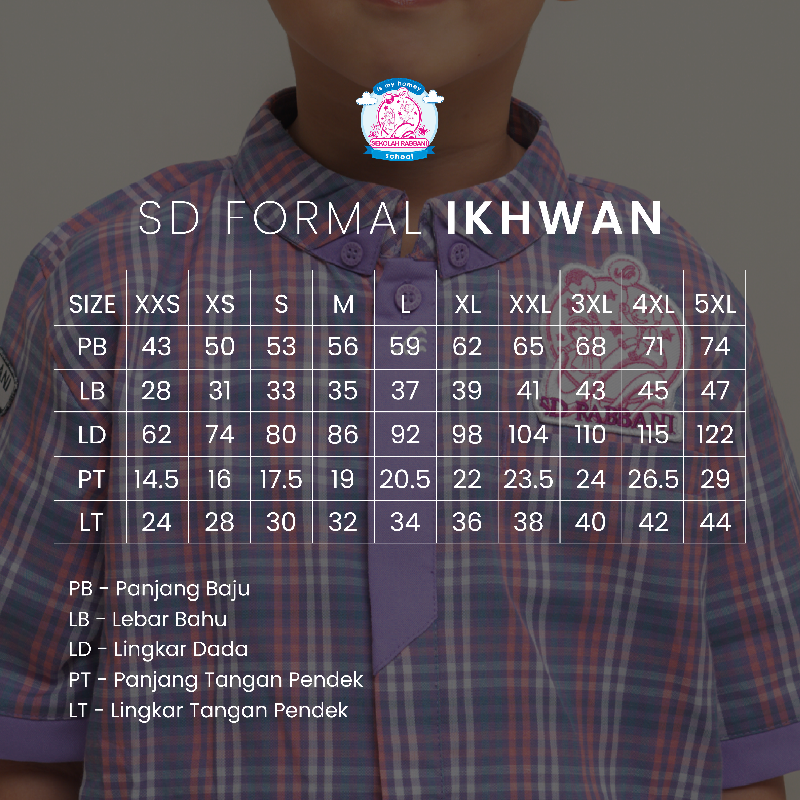 is my homey
SEKOLAH RABBANI
school
SD FORMAL IKHWAN
SIZE XXS XS S M L XL XXL 3XL 4XL 5XL
PB 43 50 53 56 59 62 65 68 71 74
LB 28 31 33 35 37 39 41 43 45 47
LD 62 74 80 86 92 98 104 110 115 122
PT 14.5 16 17.5 19 20.5 22 23.5 24 26.5 29
LT 24 28 30 32 34 36 38 40 42 44
SD RABBANI
PB - Panjang Baju
LB - Lebar Bahu
LD - Lingkar Dada
PT - Panjang Tangan Pendek
LT - Lingkar Tangan Pendek